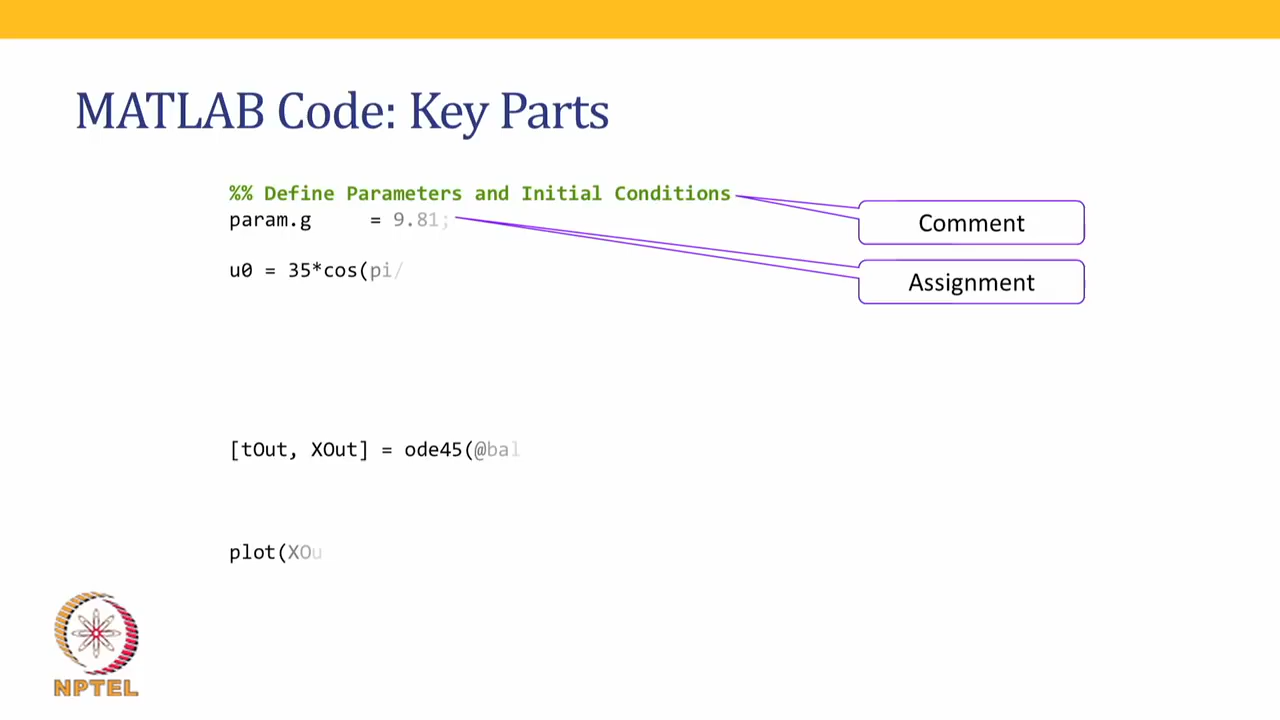 MATLAB Code: Key Parts
%% Define Parameters and Initial Conditions
Comment
param.g = 9.81;
Assignment
u0 = 35*cos(pi/
[tOut, XOut] = ode45(@bal
plot(XOu
NPTEL